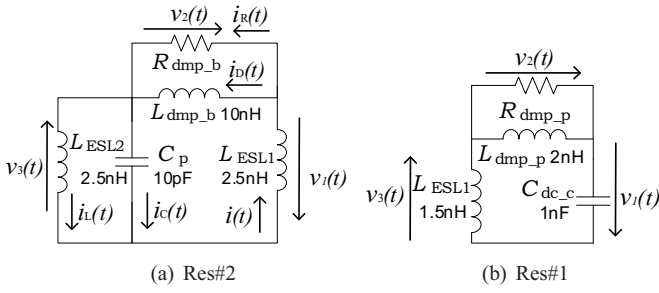 v2(t) iR(t)
Rdmp_b
iD(t)
Ldmp_b 10nH
LESL2
2.5nH
Cp
10pF
LESL1
2.5nH
v3(t)
v1(t)
iL(t)
iC(t)
i(t)
(a) Res#2
v2(t)
Rdmp_p
Ldmp_p 2nH
v3(t)
LESL1
1.5nH
Cdc_c
1nF
v1(t)
(b) Res#1